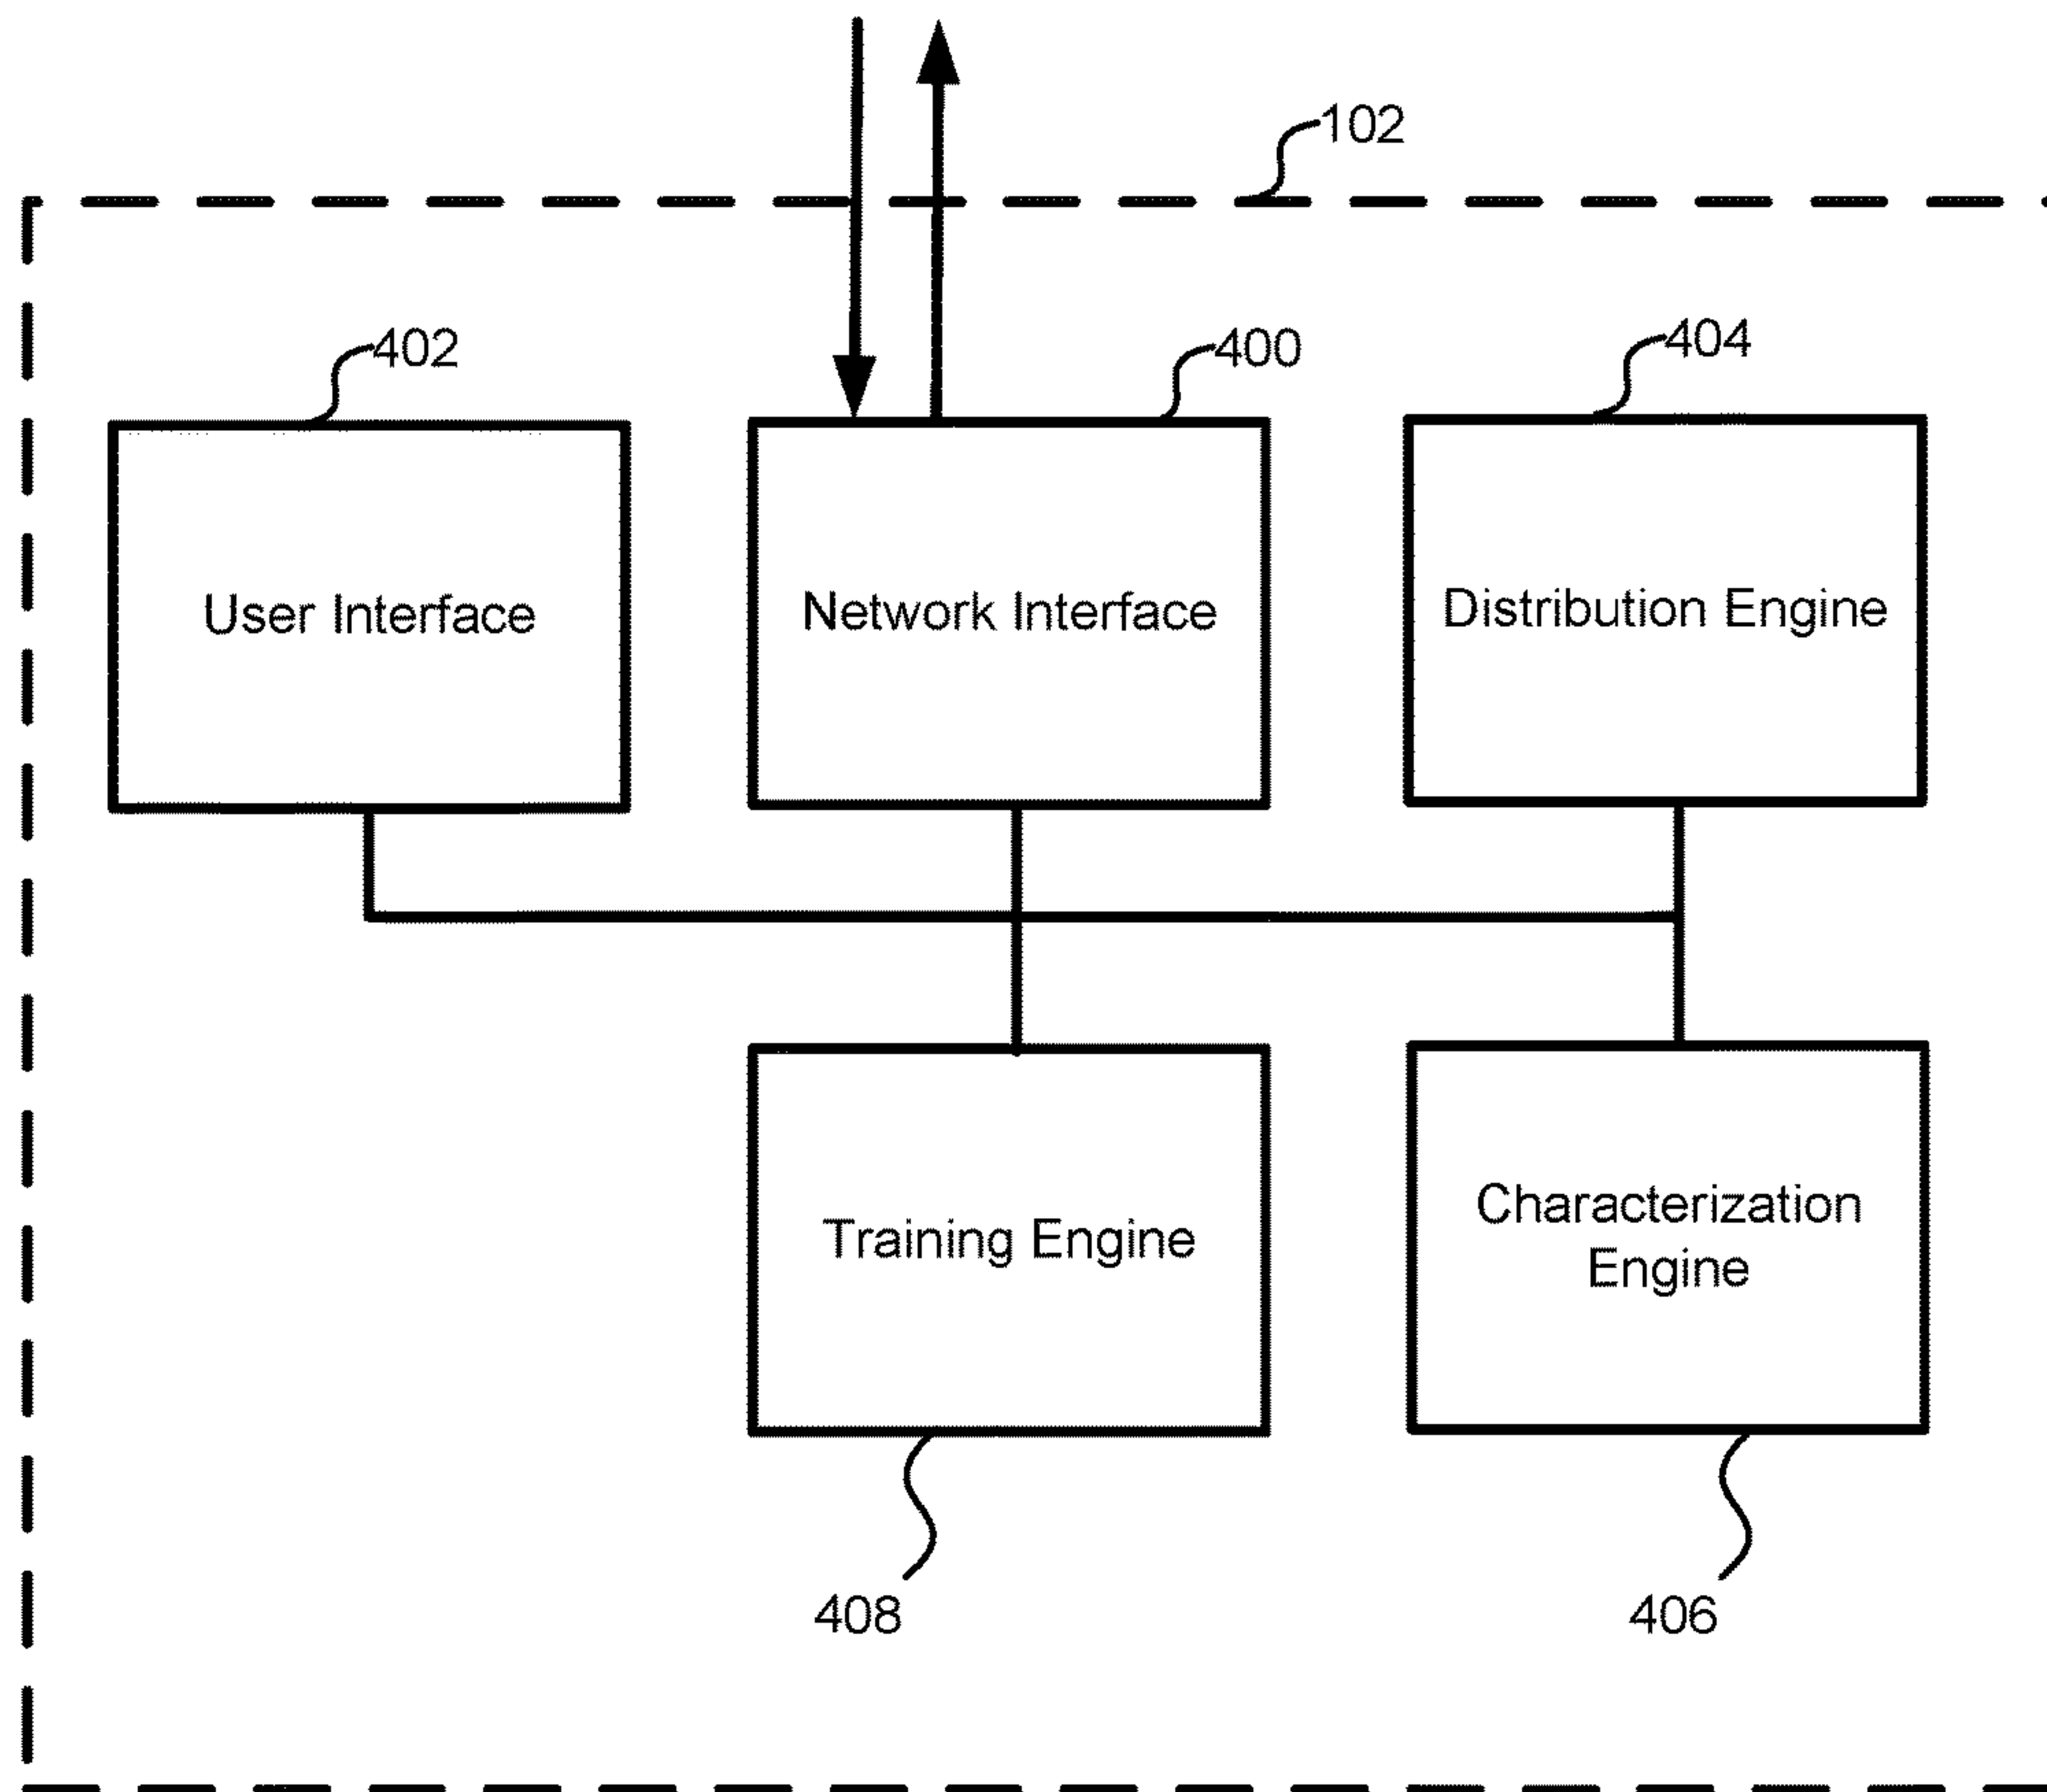 102
402
400
404
User Interface
Network Interface
Distribution Engine
Training Engine
Characterization
Engine
408
406